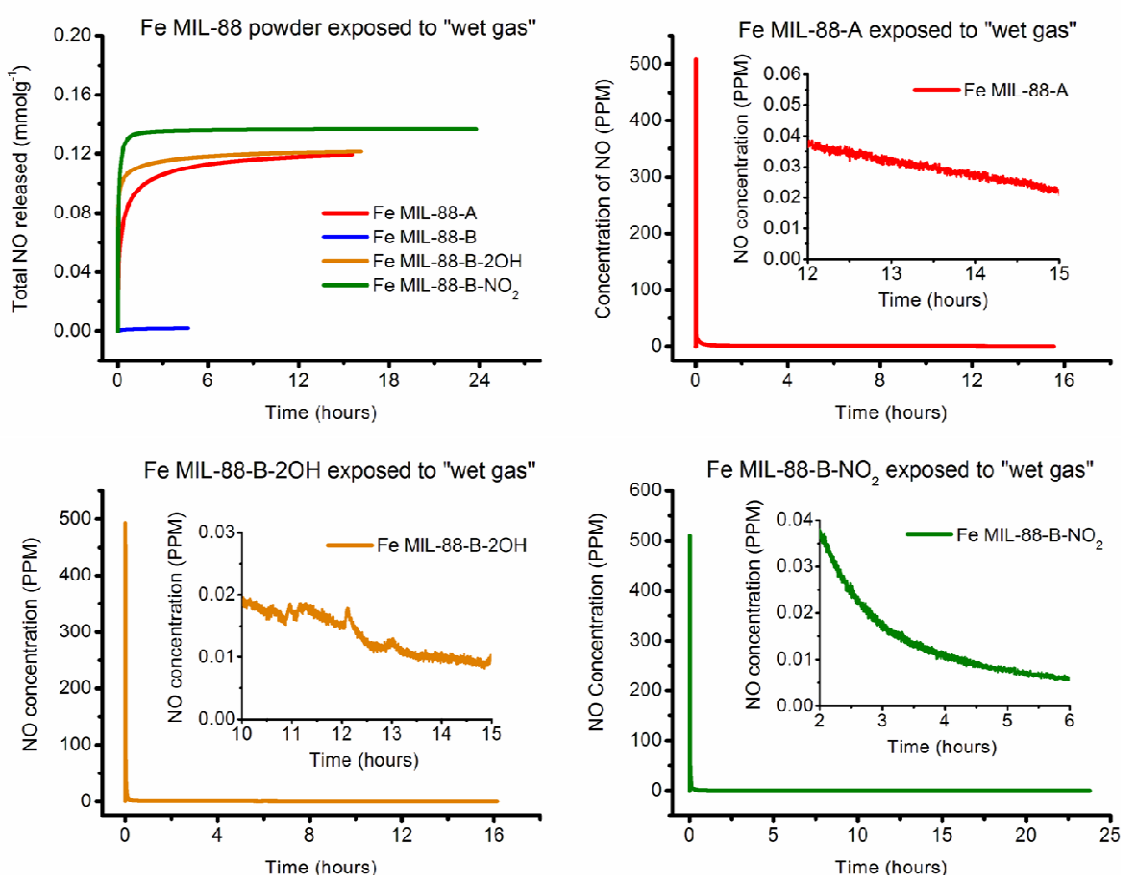 Fe MIL-88 powder exposed to "wet gas"
Total NO released (mmolg⁻¹)
0.20
0.16
0.12
0.08
0.04
0.00
Fe MIL-88-A
Fe MIL-88-B
Fe MIL-88-B-2OH
Fe MIL-88-B-NO₂
0 6 12 18 24
Time (hours)
Fe MIL-88-A exposed to "wet gas"
Concentration of NO (PPM)
500
400
300
200
100
0
NO concentration (PPM)
0.06
0.05
0.04
0.03
0.02
0.01
0.00
Fe MIL-88-A
12 13 14 15
Time (hours)
0 4 8 12 16
Time (hours)
Fe MIL-88-B-2OH exposed to "wet gas"
NO concentration (PPM)
500
400
300
200
100
0
NO concentration (PPM)
0.03
0.02
0.01
0.00
Fe MIL-88-B-2OH
10 11 12 13 14 15
Time (hours)
0 4 8 12 16
Time (hours)
Fe MIL-88-B-NO₂ exposed to "wet gas"
NO Concentration (PPM)
600
500
400
300
200
100
0
NO concentration (PPM)
0.04
0.03
0.02
0.01
0.00
Fe MIL-88-B-NO₂
2 3 4 5 6
Time (hours)
0 5 10 15 20 25
Time (hours)